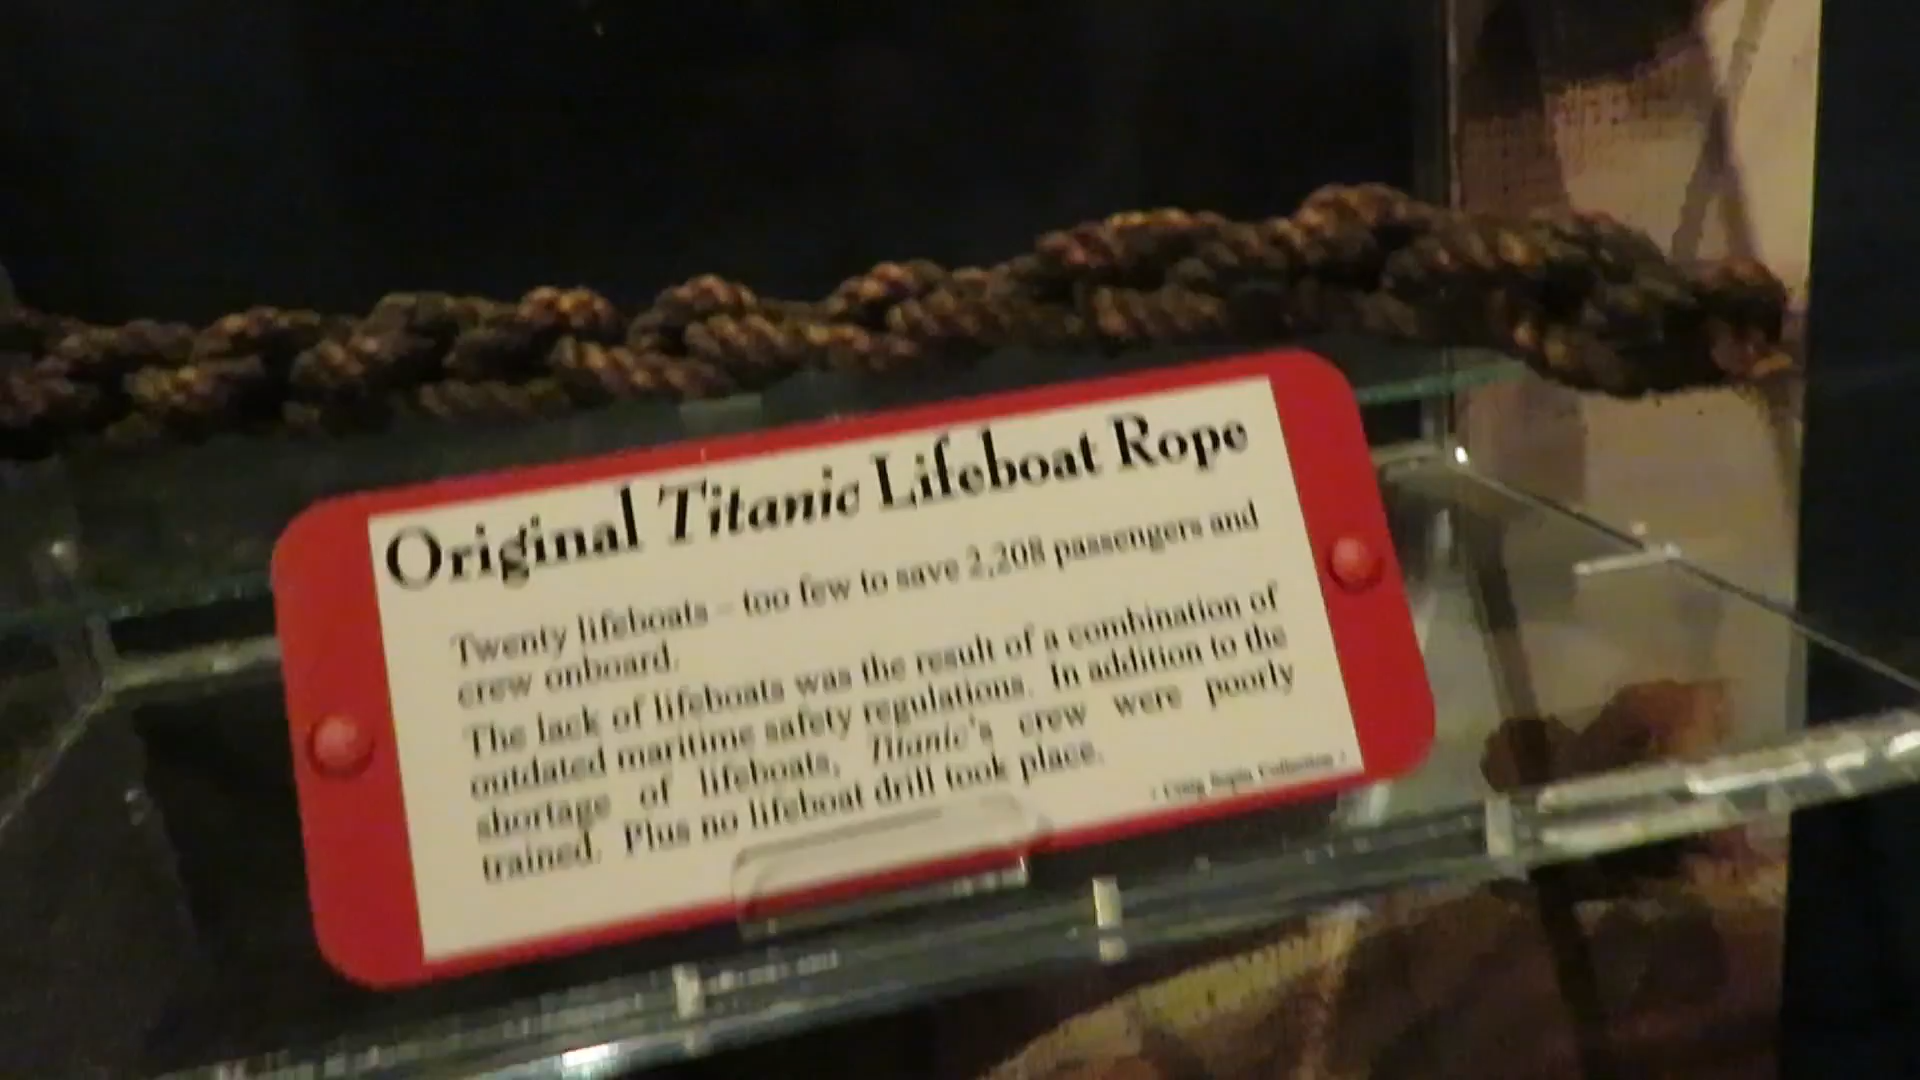 Original Titanic Lifeboat Rope
Twenty lifeboats – too few to save 2,208 passengers and
crew onboard.
The lack of lifeboats was the result of a combination of
outdated maritime safety regulations. In addition to the
shortage of lifeboats, Titanic's crew were poorly
trained. Plus no lifeboat drill took place.
Collection